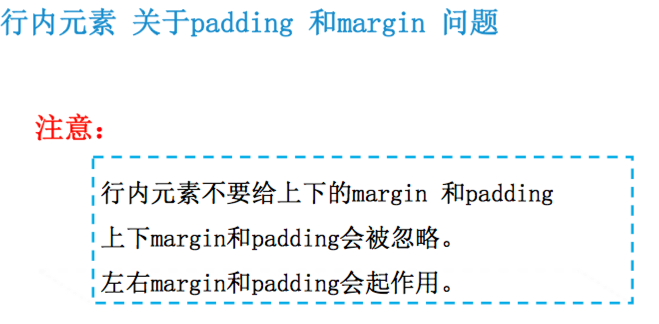 行内元素 关于padding 和margin 问题
注意：
行内元素不要给上下的margin 和padding
上下margin和padding会被忽略。
左右margin和padding会起作用。